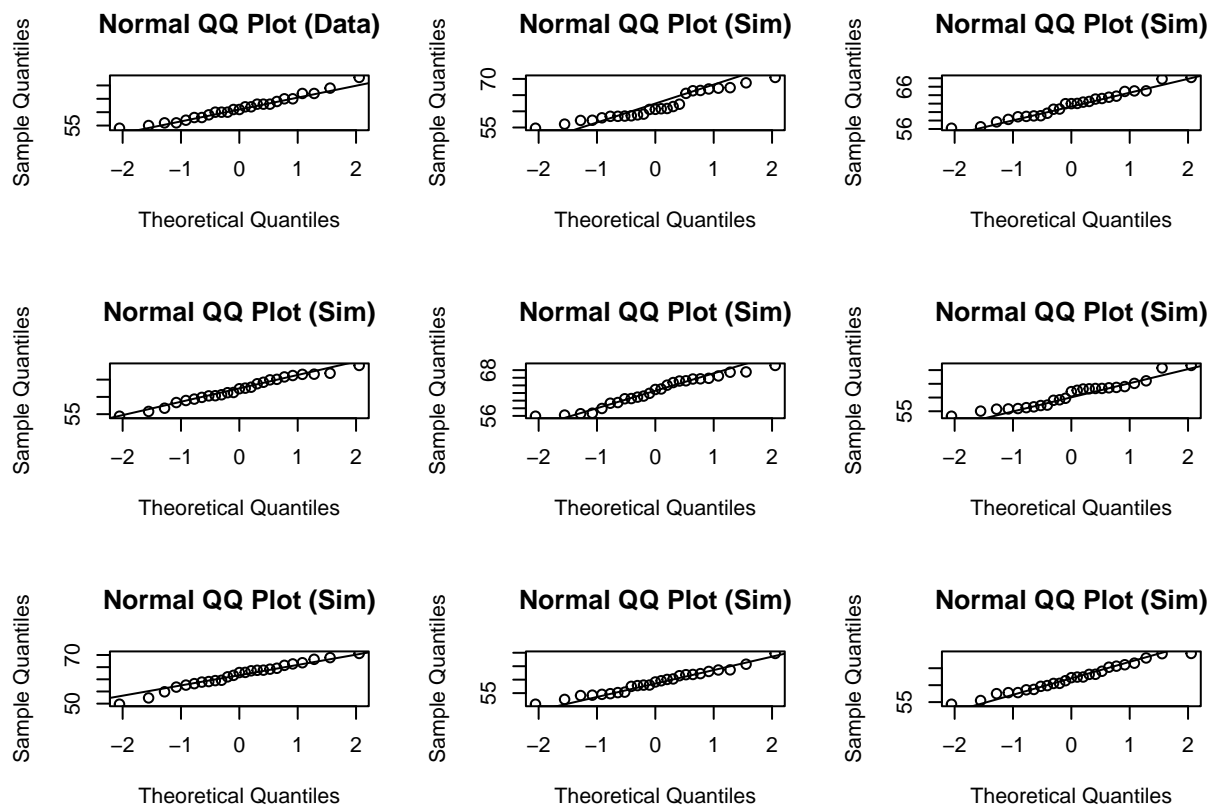 Normal QQ Plot (Data)
Sample Quantiles
55
−2 −1 0 1 2
Theoretical Quantiles
Normal QQ Plot (Sim)
Sample Quantiles
55 70
−2 −1 0 1 2
Theoretical Quantiles
Normal QQ Plot (Sim)
Sample Quantiles
56 66
−2 −1 0 1 2
Theoretical Quantiles
Normal QQ Plot (Sim)
Sample Quantiles
55
−2 −1 0 1 2
Theoretical Quantiles
Normal QQ Plot (Sim)
Sample Quantiles
56 68
−2 −1 0 1 2
Theoretical Quantiles
Normal QQ Plot (Sim)
Sample Quantiles
55
−2 −1 0 1 2
Theoretical Quantiles
Normal QQ Plot (Sim)
Sample Quantiles
50 70
−2 −1 0 1 2
Theoretical Quantiles
Normal QQ Plot (Sim)
Sample Quantiles
55
−2 −1 0 1 2
Theoretical Quantiles
Normal QQ Plot (Sim)
Sample Quantiles
55
−2 −1 0 1 2
Theoretical Quantiles